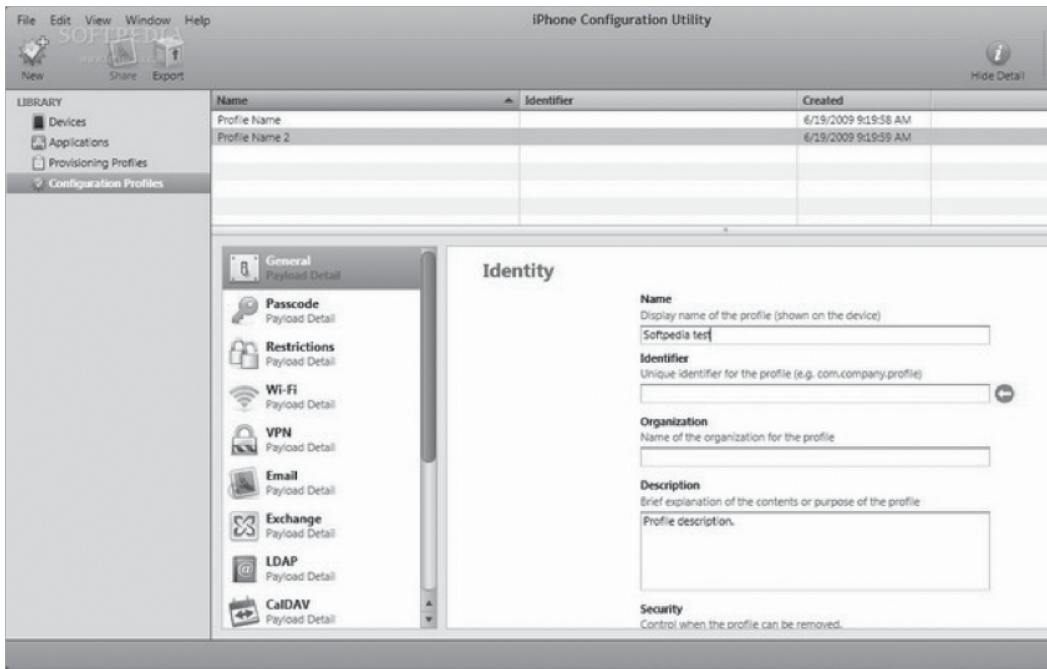 iPhone Configuration Utility
File Edit View Window Help
SOFTPEDIA
New Share Export
Hide Detail
LIBRARY
Devices
Applications
Provisioning Profiles
Configuration Profiles
Name Identifier Created
Profile Name 6/19/2009 9:19:58 AM
Profile Name 2 6/19/2009 9:19:59 AM
General
Payload Detail
Passcode
Payload Detail
Restrictions
Payload Detail
Wi-Fi
Payload Detail
VPN
Payload Detail
Email
Payload Detail
Exchange
Payload Detail
LDAP
Payload Detail
CalDAV
Payload Detail
Identity
Name
Display name of the profile (shown on the device)
Softpedia test
Identifier
Unique identifier for the profile (e.g. com.company.profile)
Organization
Name of the organization for the profile
Description
Brief explanation of the contents or purpose of the profile
Profile description.
Security
Control when the profile can be removed.